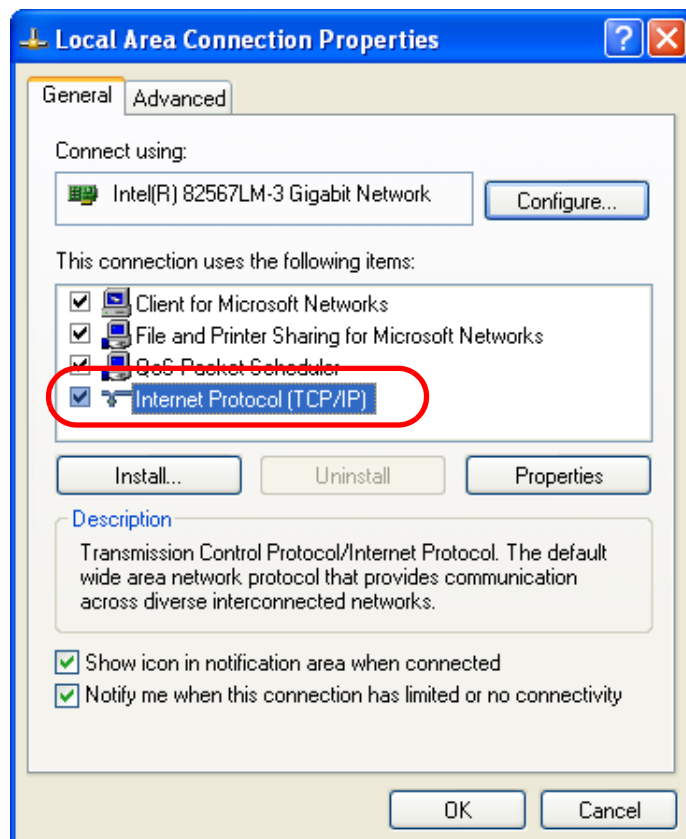 Local Area Connection Properties
General Advanced
Connect using:
Intel(R) 82567LM-3 Gigabit Network Configure...
This connection uses the following items:
Client for Microsoft Networks
File and Printer Sharing for Microsoft Networks
QoS Packet Scheduler
Internet Protocol (TCP/IP)
Install... Uninstall Properties
Description
Transmission Control Protocol/Internet Protocol. The default
wide area network protocol that provides communication
across diverse interconnected networks.
Show icon in notification area when connected
Notify me when this connection has limited or no connectivity
OK Cancel